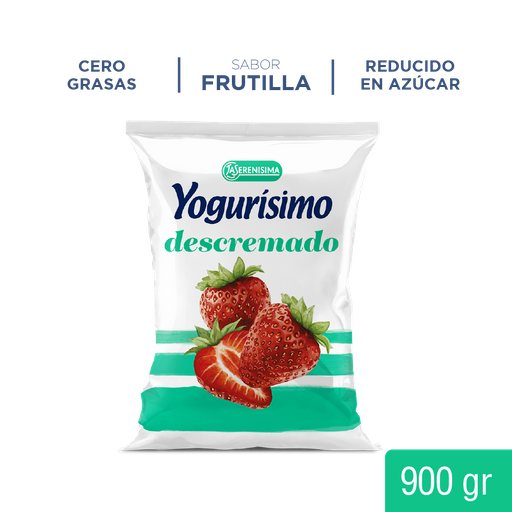 CERO
GRASAS
SABOR
FRUTILLA
REDUCIDO
EN AZÚCAR
LA SERENISIMA
Yogurísimo
descremado
900 gr